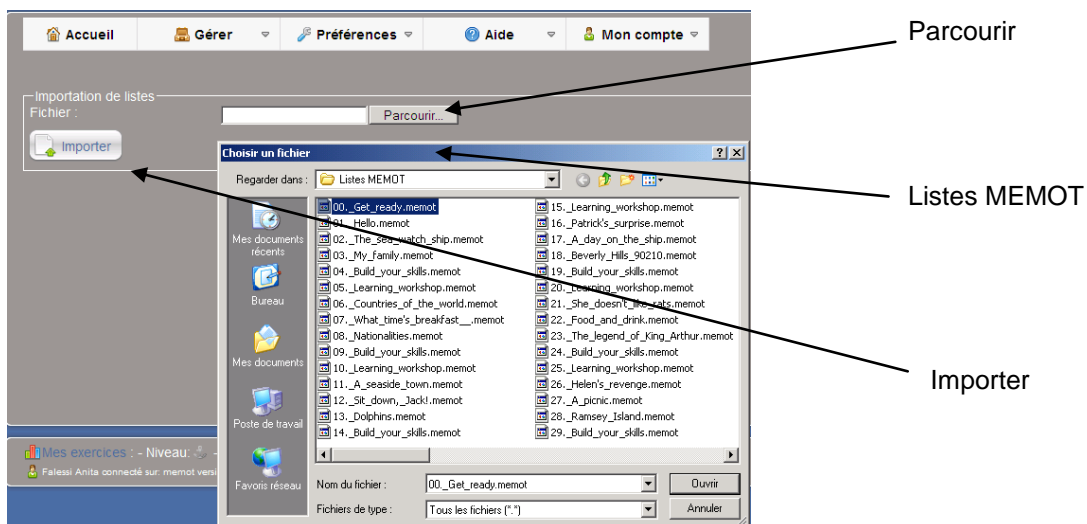 Accueil Gérer Préférences Aide Mon compte
Parcourir
Importation de listes
Fichier :
Parcourir...
Importer
Choisir un fichier
Regarder dans : Listes MEMOT
Listes MEMOT
Mes documents récents
Bureau
Mes documents
Poste de travail
Favoris réseau
00._Get_ready.memot
01._Hello.memot
02._The_sea_watch_ship.memot
03._My_family.memot
04._Build_your_skills.memot
05._Learning_workshop.memot
06._Countries_of_the_world.memot
07._What_time's_breakfast__.memot
08._Nationalities.memot
09._Build_your_skills.memot
10._Learning_workshop.memot
11._A_seaside_town.memot
12._Sit_down,_Jack!.memot
13._Dolphins.memot
14._Build_your_skills.memot
15._Learning_workshop.memot
16._Patrick's_surprise.memot
17._A_day_on_the_ship.memot
18._Beverly_Hills_90210.memot
19._Build_your_skills.memot
20._Learning_workshop.memot
21._She_doesn't_like_rats.memot
22._Food_and_drink.memot
23._The_legend_of_King_Arthur.memot
24._Build_your_skills.memot
25._Learning_workshop.memot
26._Helen's_revenge.memot
27._A_picnic.memot
28._Ramsey_Island.memot
29._Build_your_skills.memot
Importer
Mes exercices : - Niveau: -
Falessi Anita connecté sur: memot versi
Nom du fichier : 00._Get_ready.memot Ouvrir
Fichiers de type : Tous les fichiers (*.*) Annuler